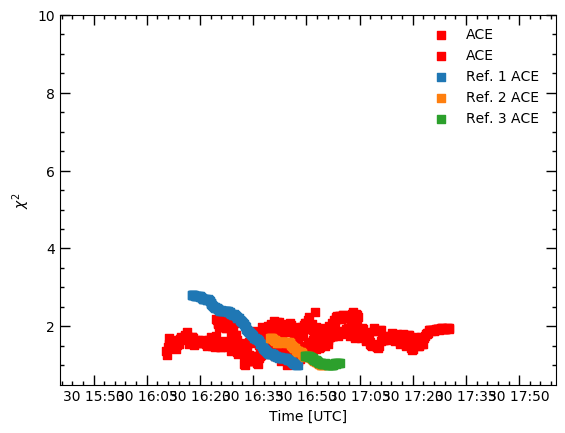 10
8
6
4
2
χ²
ACE
ACE
Ref. 1 ACE
Ref. 2 ACE
Ref. 3 ACE
30 15:50 30 16:05 30 16:20 30 16:35 30 16:50 30 17:05 30 17:20 30 17:35 30 17:50
Time [UTC]